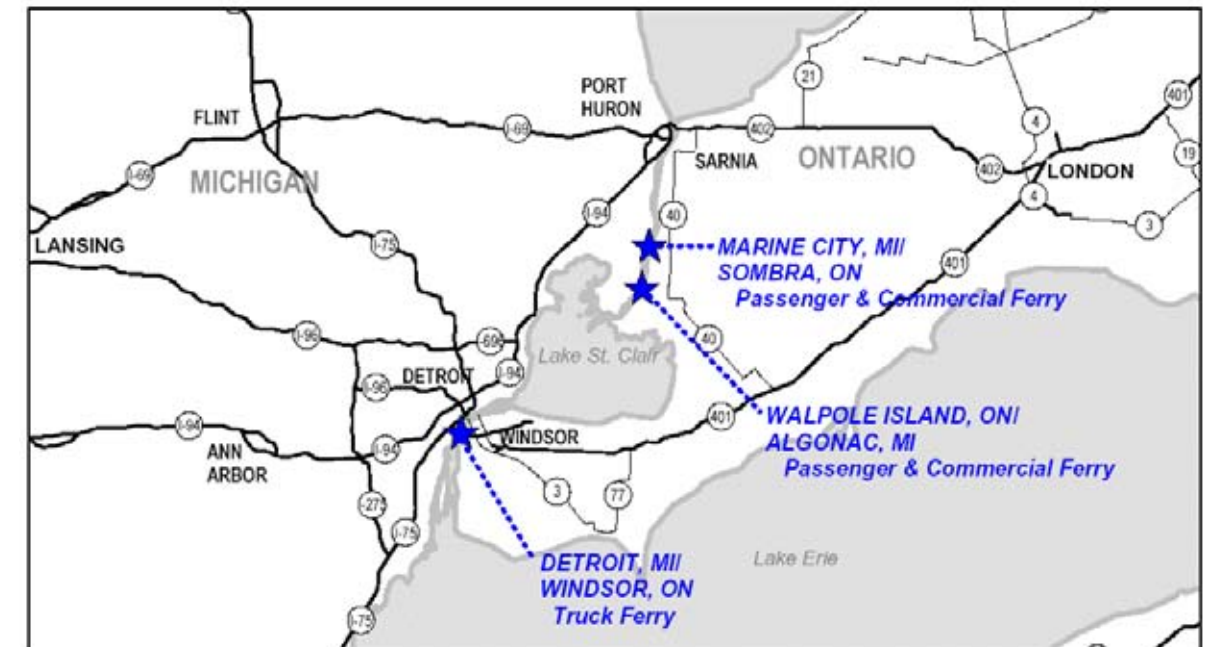 21
401
PORT
HURON
FLINT
I-69
402
4
19
SARNIA
ONTARIO
402
LONDON
I-69
MICHIGAN
4
I-94
40
3
LANSING
I-75
MARINE CITY, MI/
SOMBRA, ON
Passenger & Commercial Ferry
401
I-96
-696
Lake St. Clair
40
DETROIT
I-94
I-96
401
WALPOLE ISLAND, ON/
ALGONAC, MI
Passenger & Commercial Ferry
I-94
WINDSOR
I-94
ANN
ARBOR
3
77
I-275
I-75
Lake Erie
DETROIT, MI/
WINDSOR, ON
Truck Ferry
I-75